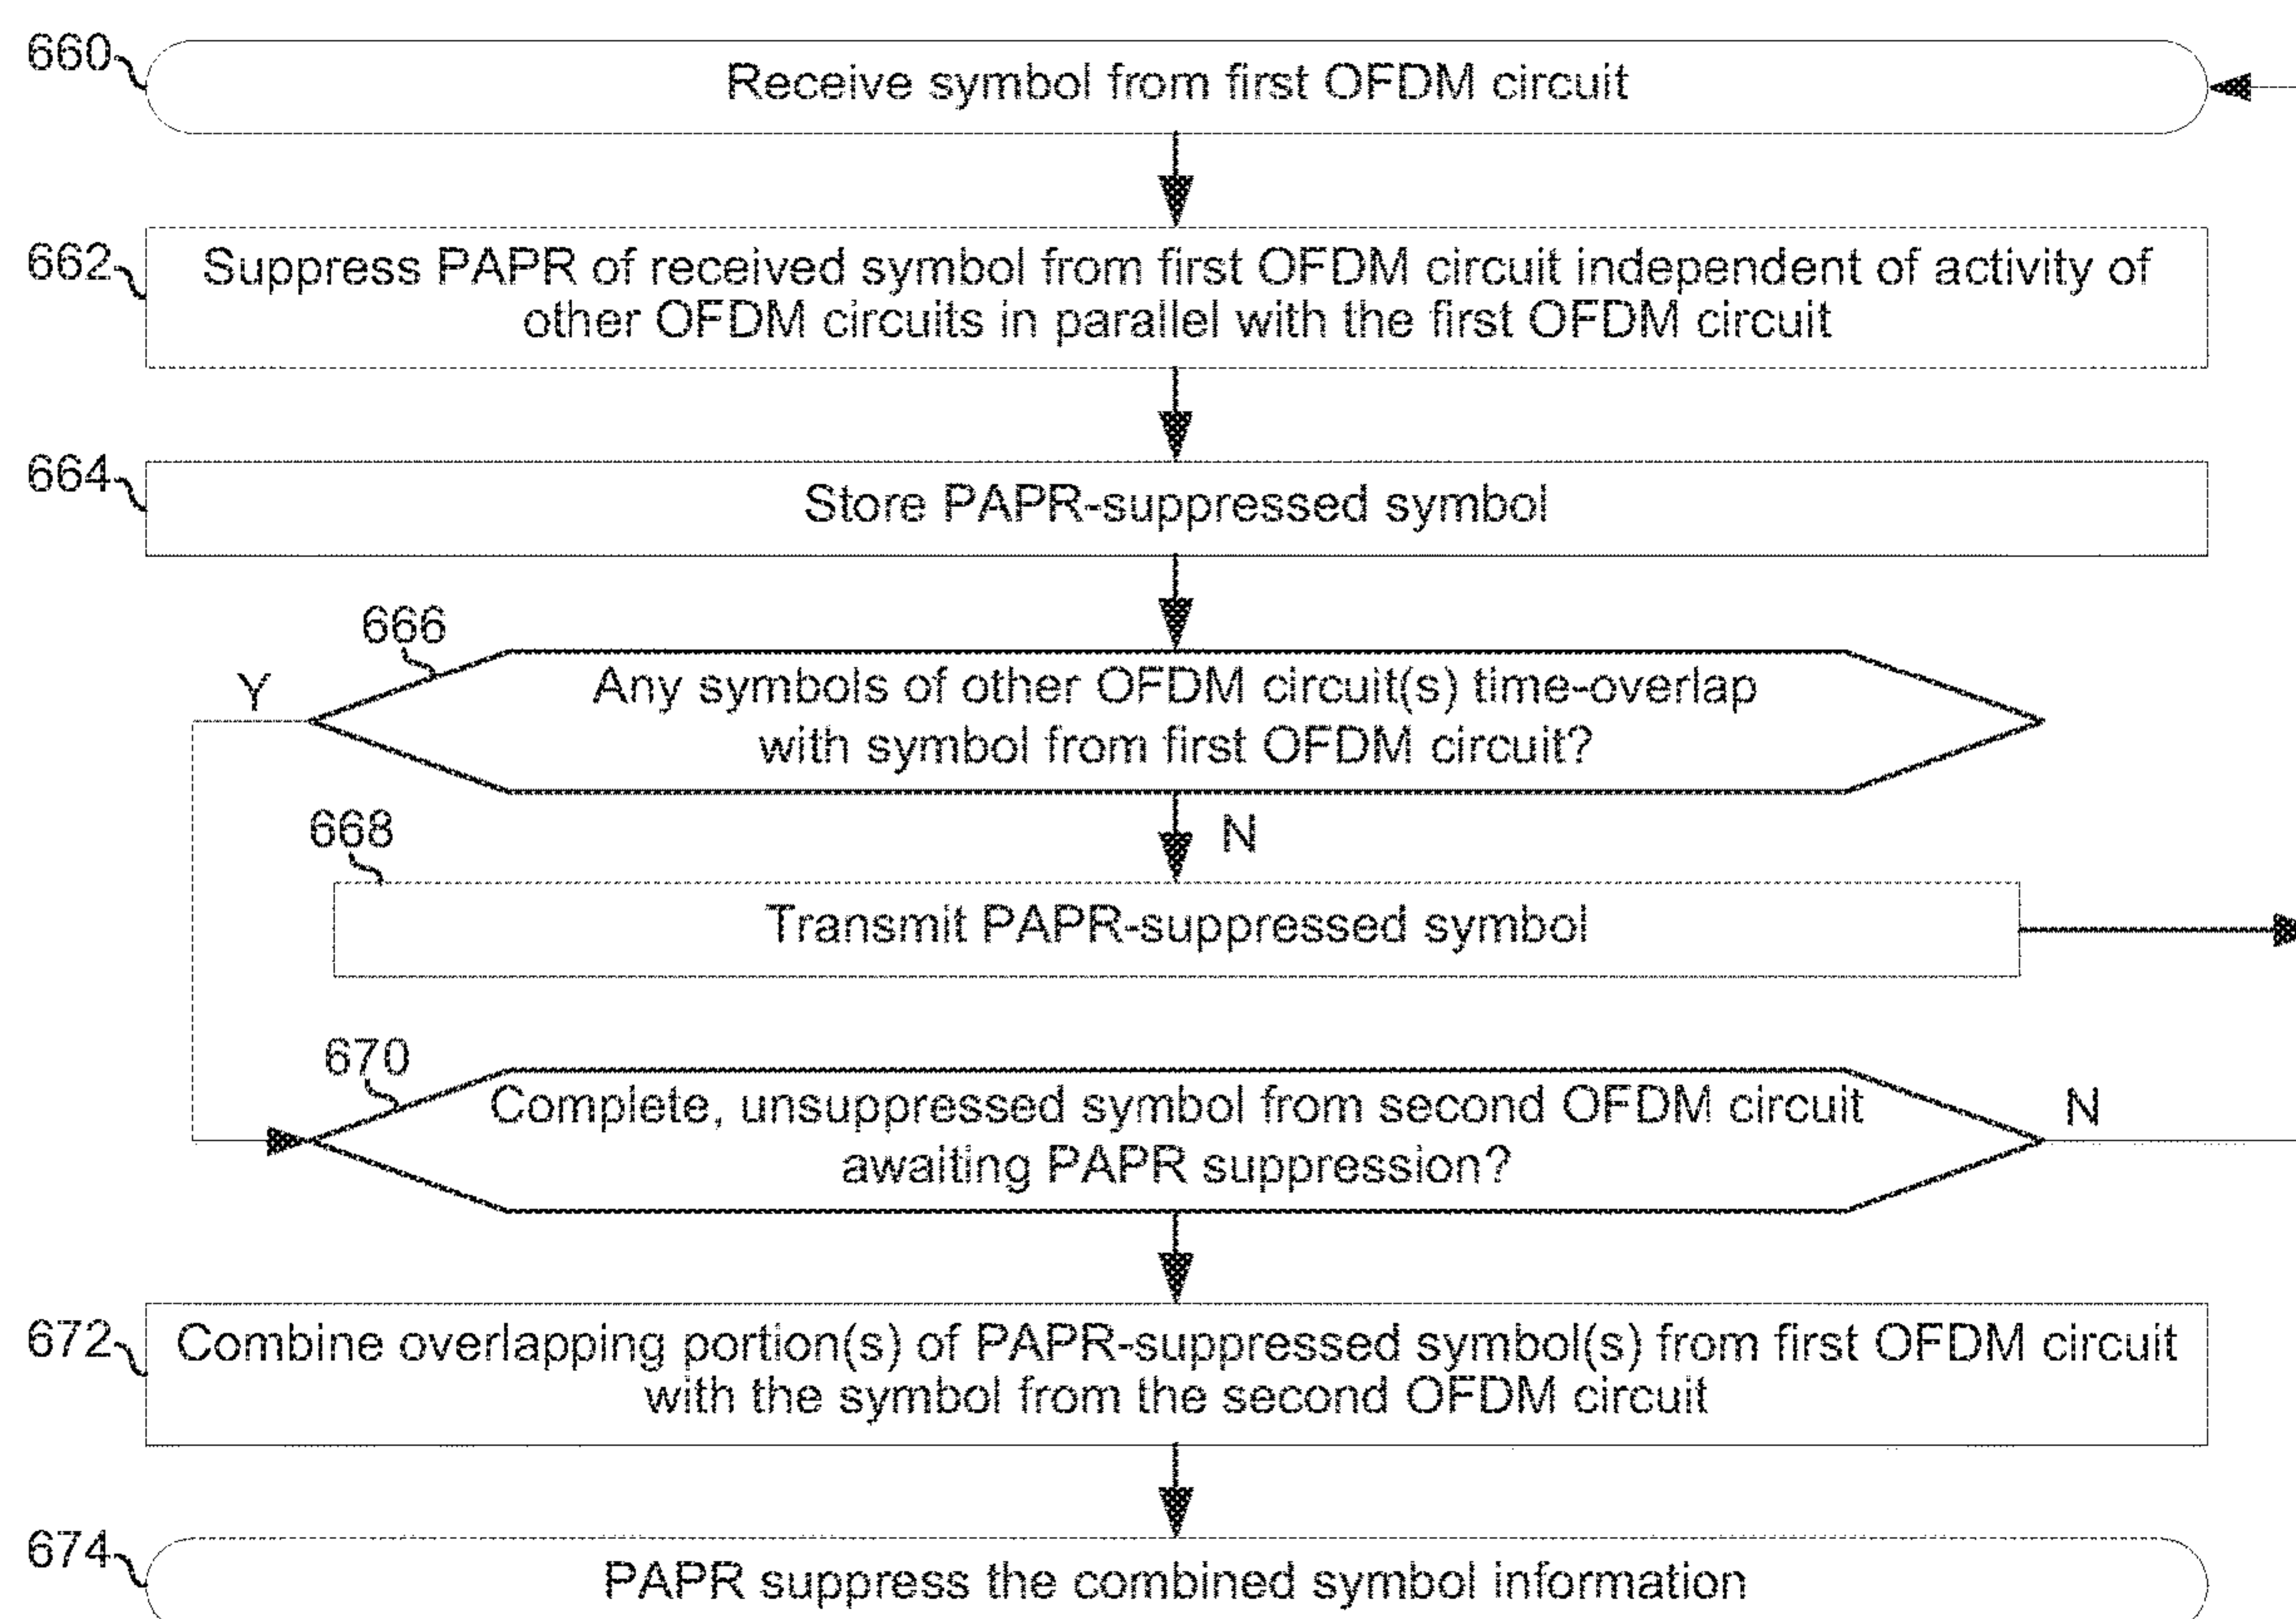 660
Receive symbol from first OFDM circuit
662
Suppress PAPR of received symbol from first OFDM circuit independent of activity of
other OFDM circuits in parallel with the first OFDM circuit
664
Store PAPR-suppressed symbol
666
Y
Any symbols of other OFDM circuit(s) time-overlap
with symbol from first OFDM circuit?
668
N
Transmit PAPR-suppressed symbol
670
Complete, unsuppressed symbol from second OFDM circuit
awaiting PAPR suppression?
N
672
Combine overlapping portion(s) of PAPR-suppressed symbol(s) from first OFDM circuit
with the symbol from the second OFDM circuit
674
PAPR suppress the combined symbol information